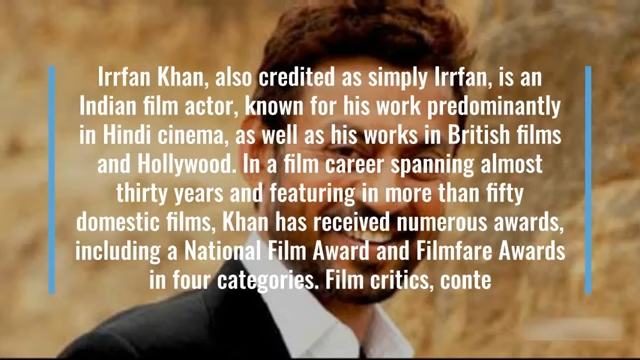 Irrfan Khan, also credited as simply Irrfan, is an
Indian film actor, known for his work predominantly
in Hindi cinema, as well as his works in British films
and Hollywood. In a film career spanning almost
thirty years and featuring in more than fifty
domestic films, Khan has received numerous awards,
including a National Film Award and Filmfare Awards
in four categories. Film critics, conte